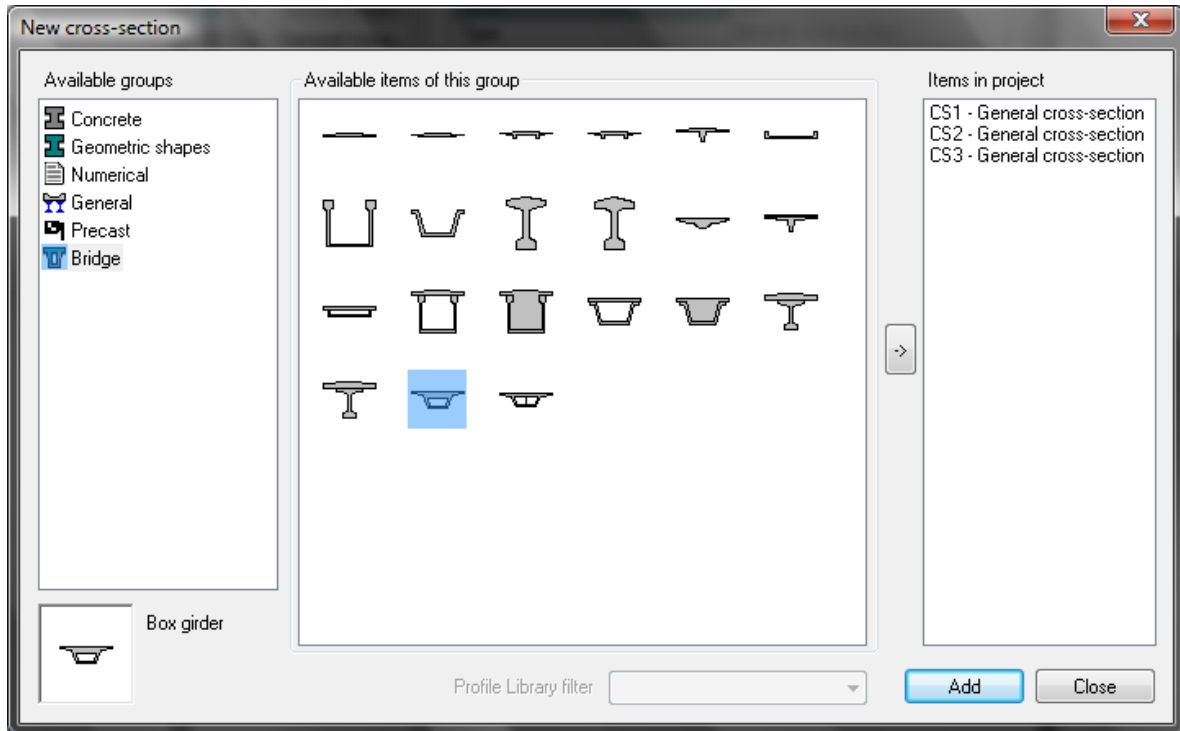 New cross-section
Available groups
Concrete
Geometric shapes
Numerical
General
Precast
Bridge
Available items of this group
Items in project
CS1 - General cross-section
CS2 - General cross-section
CS3 - General cross-section
->
Box girder
Profile Library filter
Add
Close